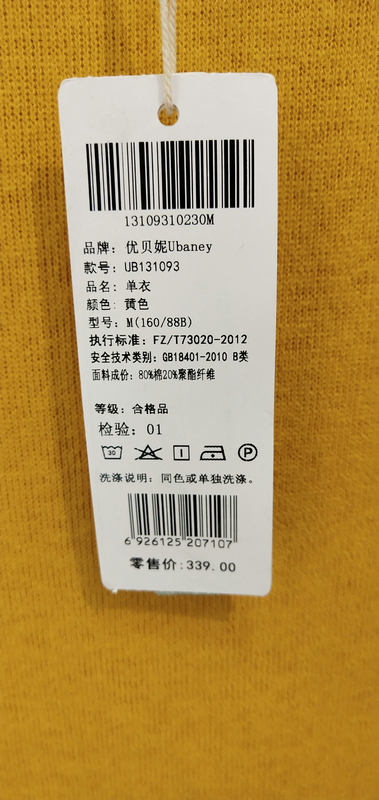 13109310230M
品牌：优贝妮Ubaney
款号：UB131093
品名：单衣
颜色：黄色
型号：M(160/88B)
执行标准：FZ/T73020-2012
安全技术类别：GB18401-2010 B类
面料成份：80%棉20%聚酯纤维
等级：合格品
检验：01
30 P
洗涤说明：同色或单独洗涤。
6 926125 207107
零售价:339.00